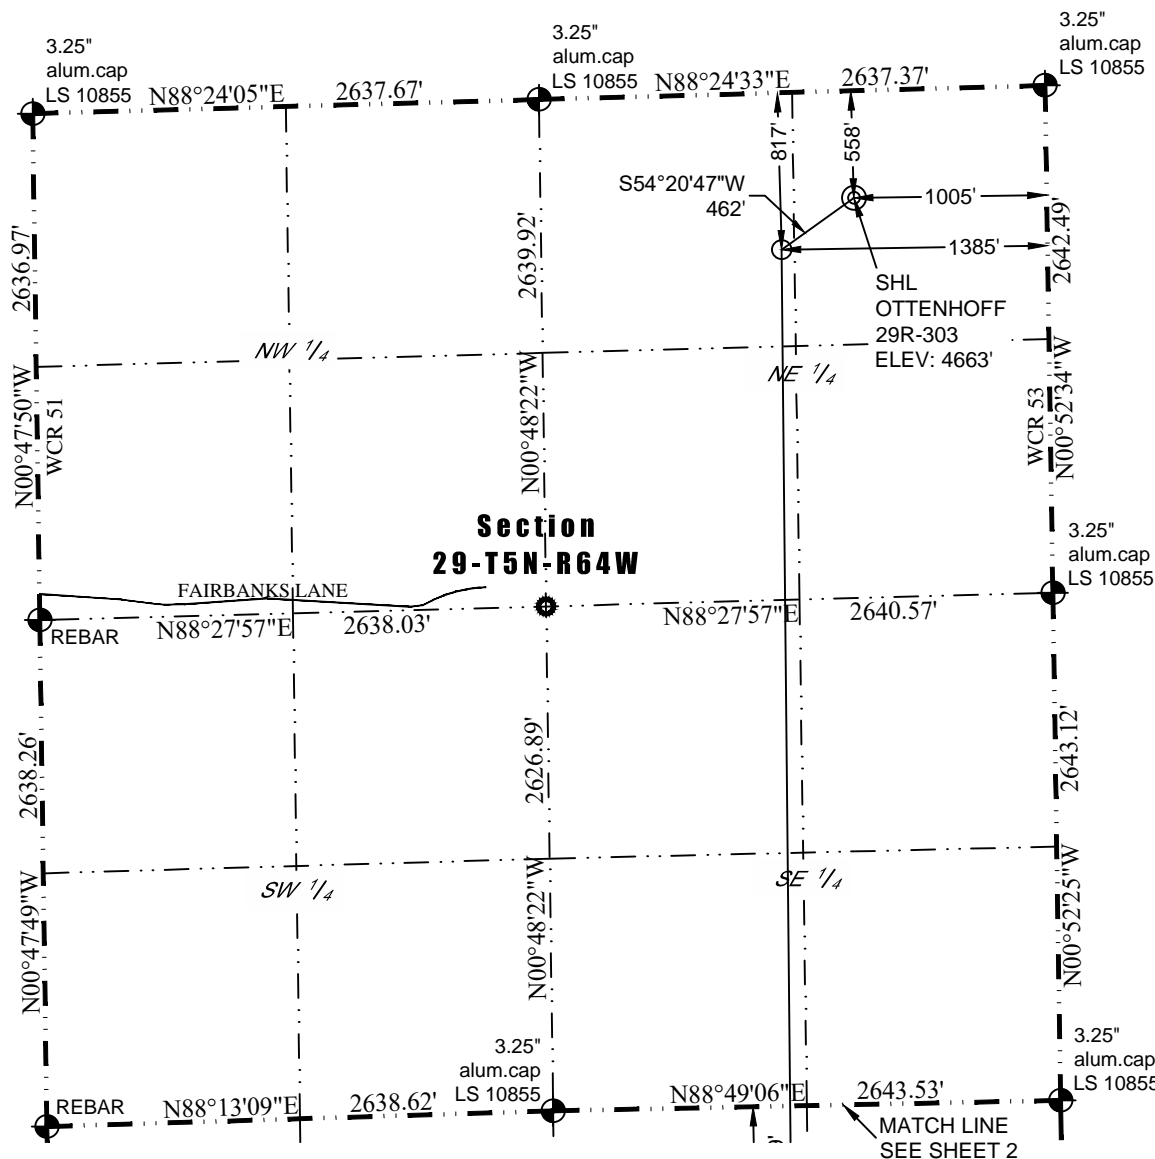 3.25"
alum.cap
LS 10855
3.25"
alum.cap
LS 10855
3.25"
alum.cap
LS 10855
N88°24'05"E
2637.67'
N88°24'33"E
2637.37'
817'
558'
S54°20'47"W
462'
1005'
1385'
2636.97'
2639.92'
2642.49'
SHL
OTTENHOFF
29R-303
ELEV: 4663'
NW 1/4
NE 1/4
N00°47'50"W
WCR 51
N00°48'22"W
WCR 53
N00°52'34"W
Section
29-T5N-R64W
3.25"
alum.cap
LS 10855
FAIRBANKS LANE
REBAR
N88°27'57"E
2638.03'
N88°27'57"E
2640.57'
2638.26'
2626.89'
2643.12'
SW 1/4
SE 1/4
N00°47'49"W
N00°48'22"W
N00°52'25"W
3.25"
alum.cap
LS 10855
3.25"
alum.cap
LS 10855
REBAR
N88°13'09"E
2638.62'
N88°49'06"E
2643.53'
MATCH LINE
SEE SHEET 2